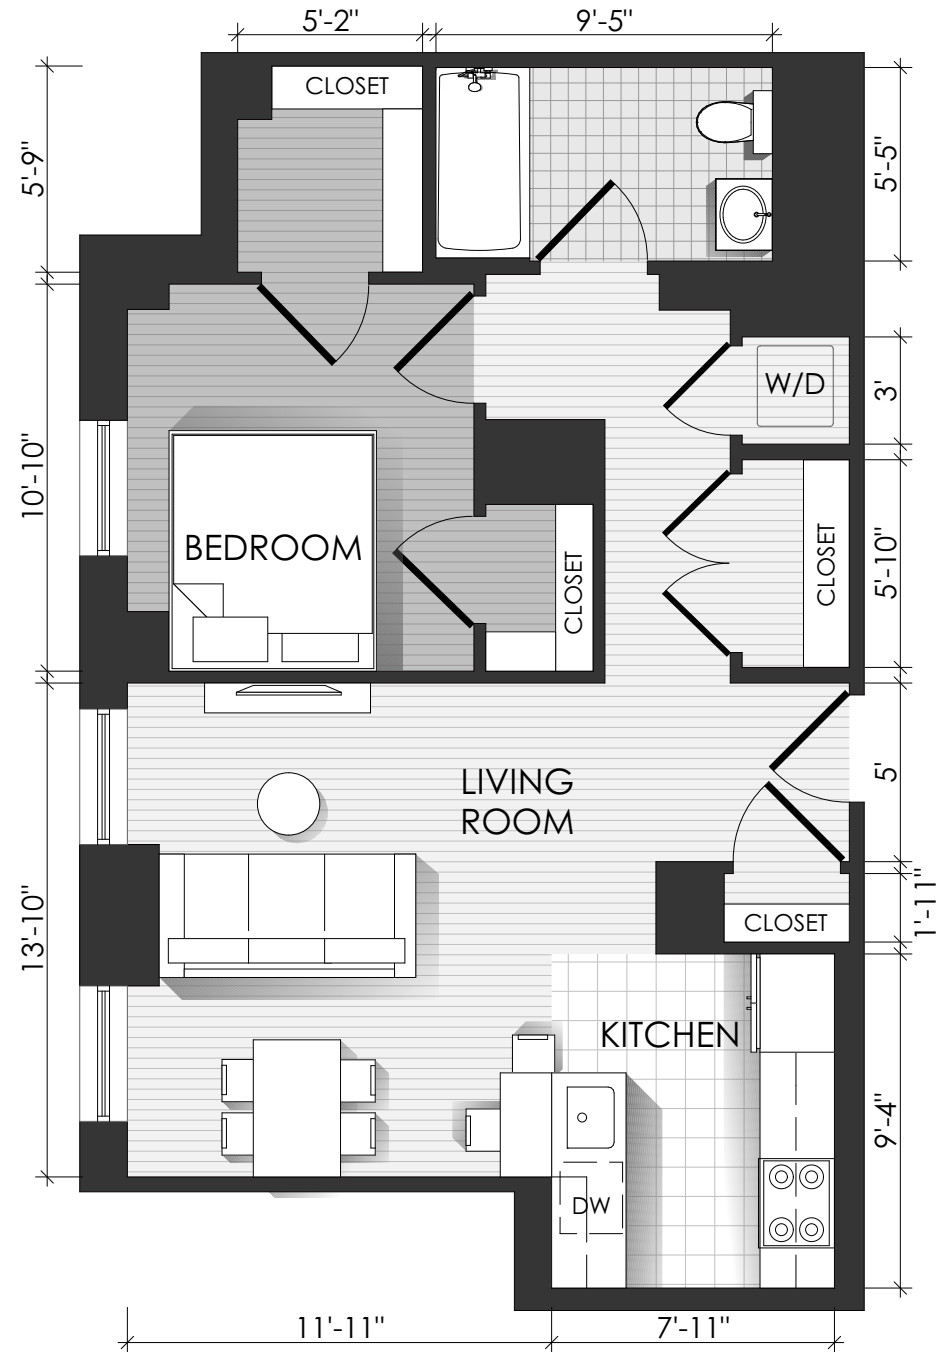 5'-2"
9'-5"
CLOSET
5'-9"
5'-5"
W/D
3'
10'-10"
BEDROOM
CLOSET
CLOSET
5'-10"
LIVING
ROOM
5'
13'-10"
CLOSET
1'-11"
KITCHEN
9'-4"
DW
11'-11"
7'-11"